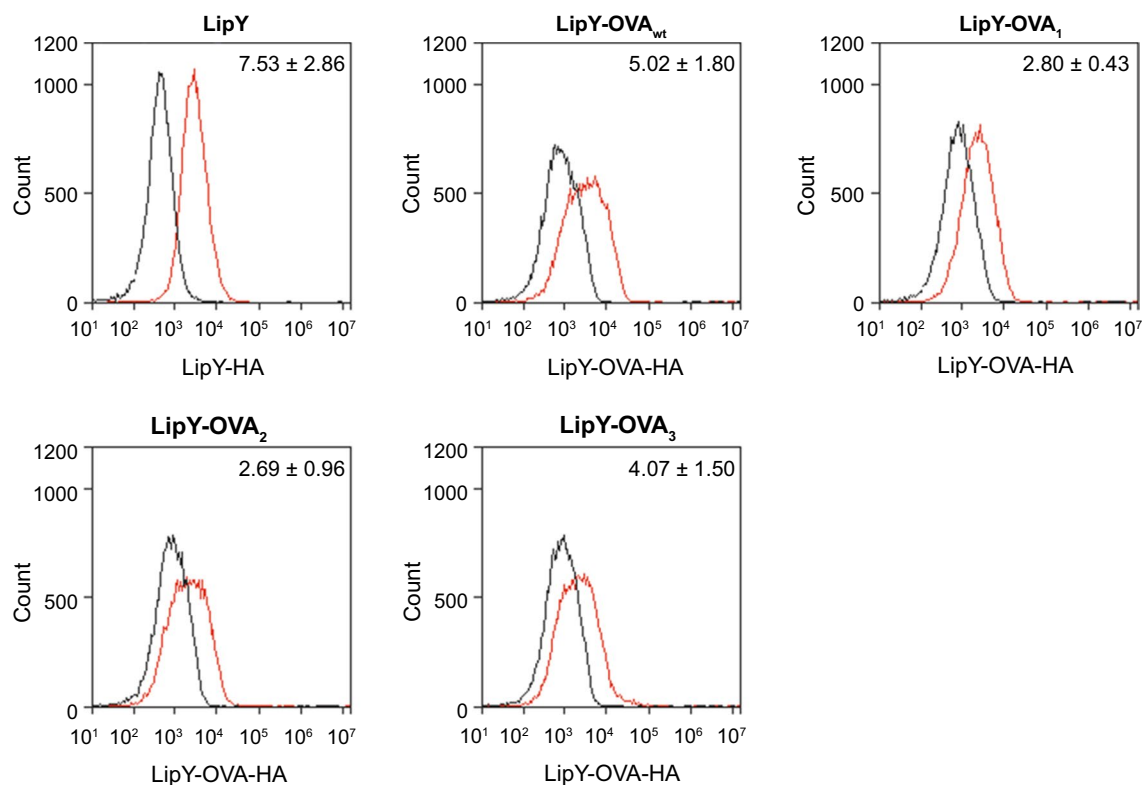 LipY
1200
7.53 ± 2.86
1000
Count
500
0
10¹ 10² 10³ 10⁴ 10⁵ 10⁶ 10⁷
LipY-HA
LipY-OVA_wt
1200
5.02 ± 1.80
1000
Count
500
0
10¹ 10² 10³ 10⁴ 10⁵ 10⁶ 10⁷
LipY-OVA-HA
LipY-OVA₁
1200
2.80 ± 0.43
1000
Count
500
0
10¹ 10² 10³ 10⁴ 10⁵ 10⁶ 10⁷
LipY-OVA-HA
LipY-OVA₂
1200
2.69 ± 0.96
1000
Count
500
0
10¹ 10² 10³ 10⁴ 10⁵ 10⁶ 10⁷
LipY-OVA-HA
LipY-OVA₃
1200
4.07 ± 1.50
1000
Count
500
0
10¹ 10² 10³ 10⁴ 10⁵ 10⁶ 10⁷
LipY-OVA-HA